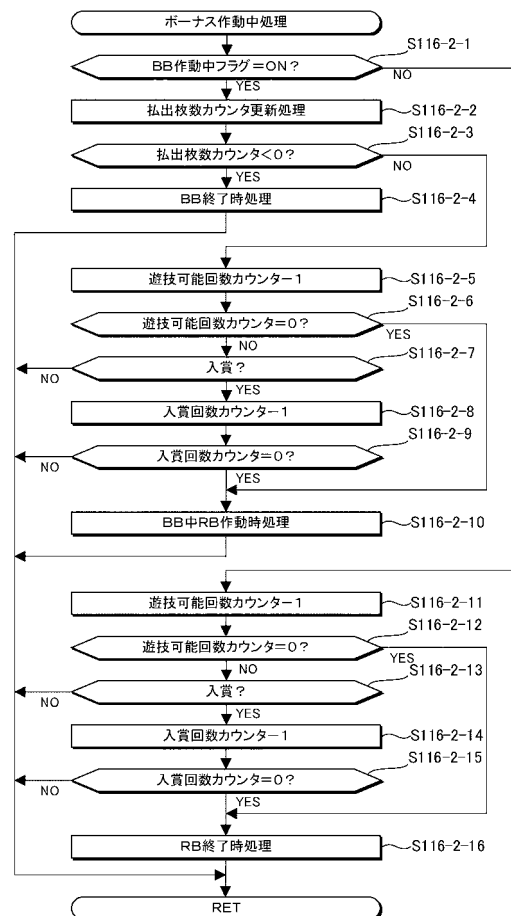 ボーナス作動中処理
S116-2-1
BB作動中フラグ=ON?
NO
YES
払出枚数カウンタ更新処理
S116-2-2
S116-2-3
払出枚数カウンタ<0?
NO
YES
BB終了時処理
S116-2-4
遊技可能回数カウンタ-1
S116-2-5
S116-2-6
遊技可能回数カウンタ=0?
YES
NO
S116-2-7
入賞?
NO
YES
入賞回数カウンタ-1
S116-2-8
S116-2-9
入賞回数カウンタ=0?
NO
YES
BB中RB作動時処理
S116-2-10
遊技可能回数カウンタ-1
S116-2-11
S116-2-12
遊技可能回数カウンタ=0?
YES
NO
S116-2-13
入賞?
NO
YES
入賞回数カウンタ-1
S116-2-14
S116-2-15
入賞回数カウンタ=0?
NO
YES
RB終了時処理
S116-2-16
RET